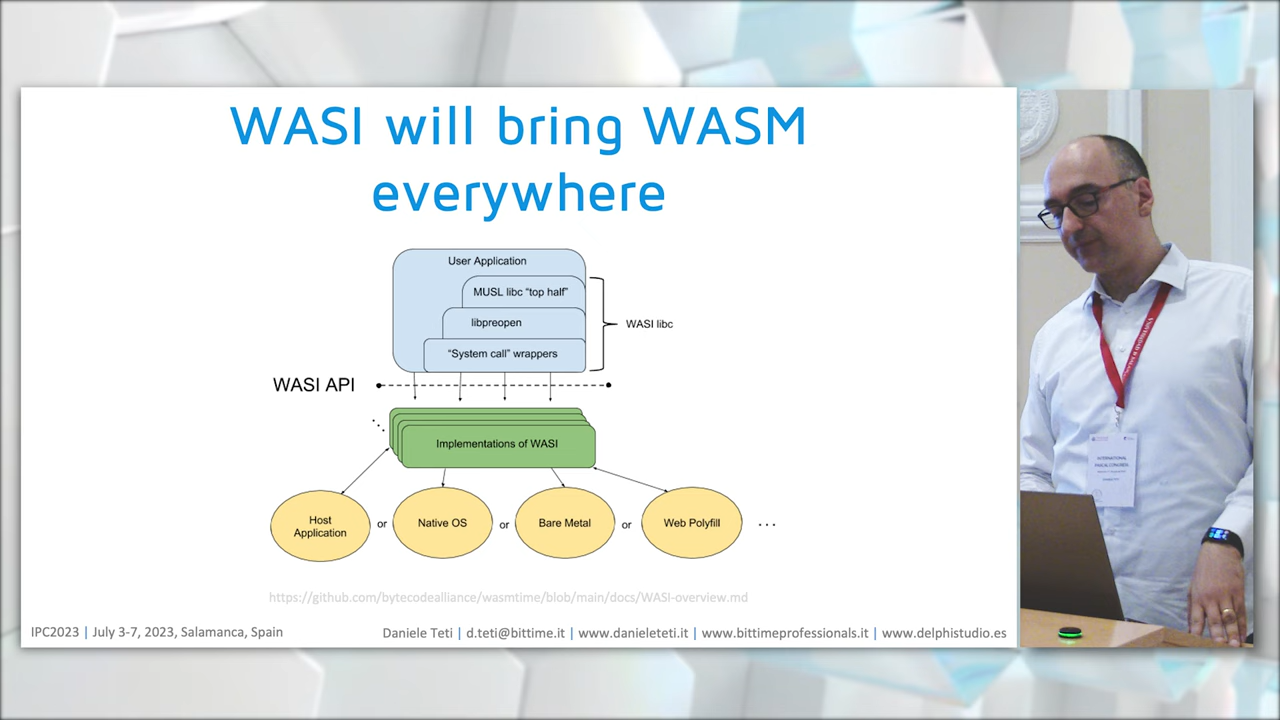 WASI will bring WASM
everywhere
User Application
MUSL libc “top half”
libpreopen
“System call” wrappers
WASI libc
WASI API
Implementations of WASI
Host
Application
or
Native OS
or
Bare Metal
or
Web Polyfill
. . .
https://github.com/bytecodealliance/wasmtime/blob/main/docs/WASI-overview.md
IPC2023 | July 3-7, 2023, Salamanca, Spain
Daniele Teti | d.teti@bittime.it | www.danieleteti.it | www.bittimeprofessionals.it | www.delphistudio.es
INTERNATIONAL
PASCAL CONGRESS